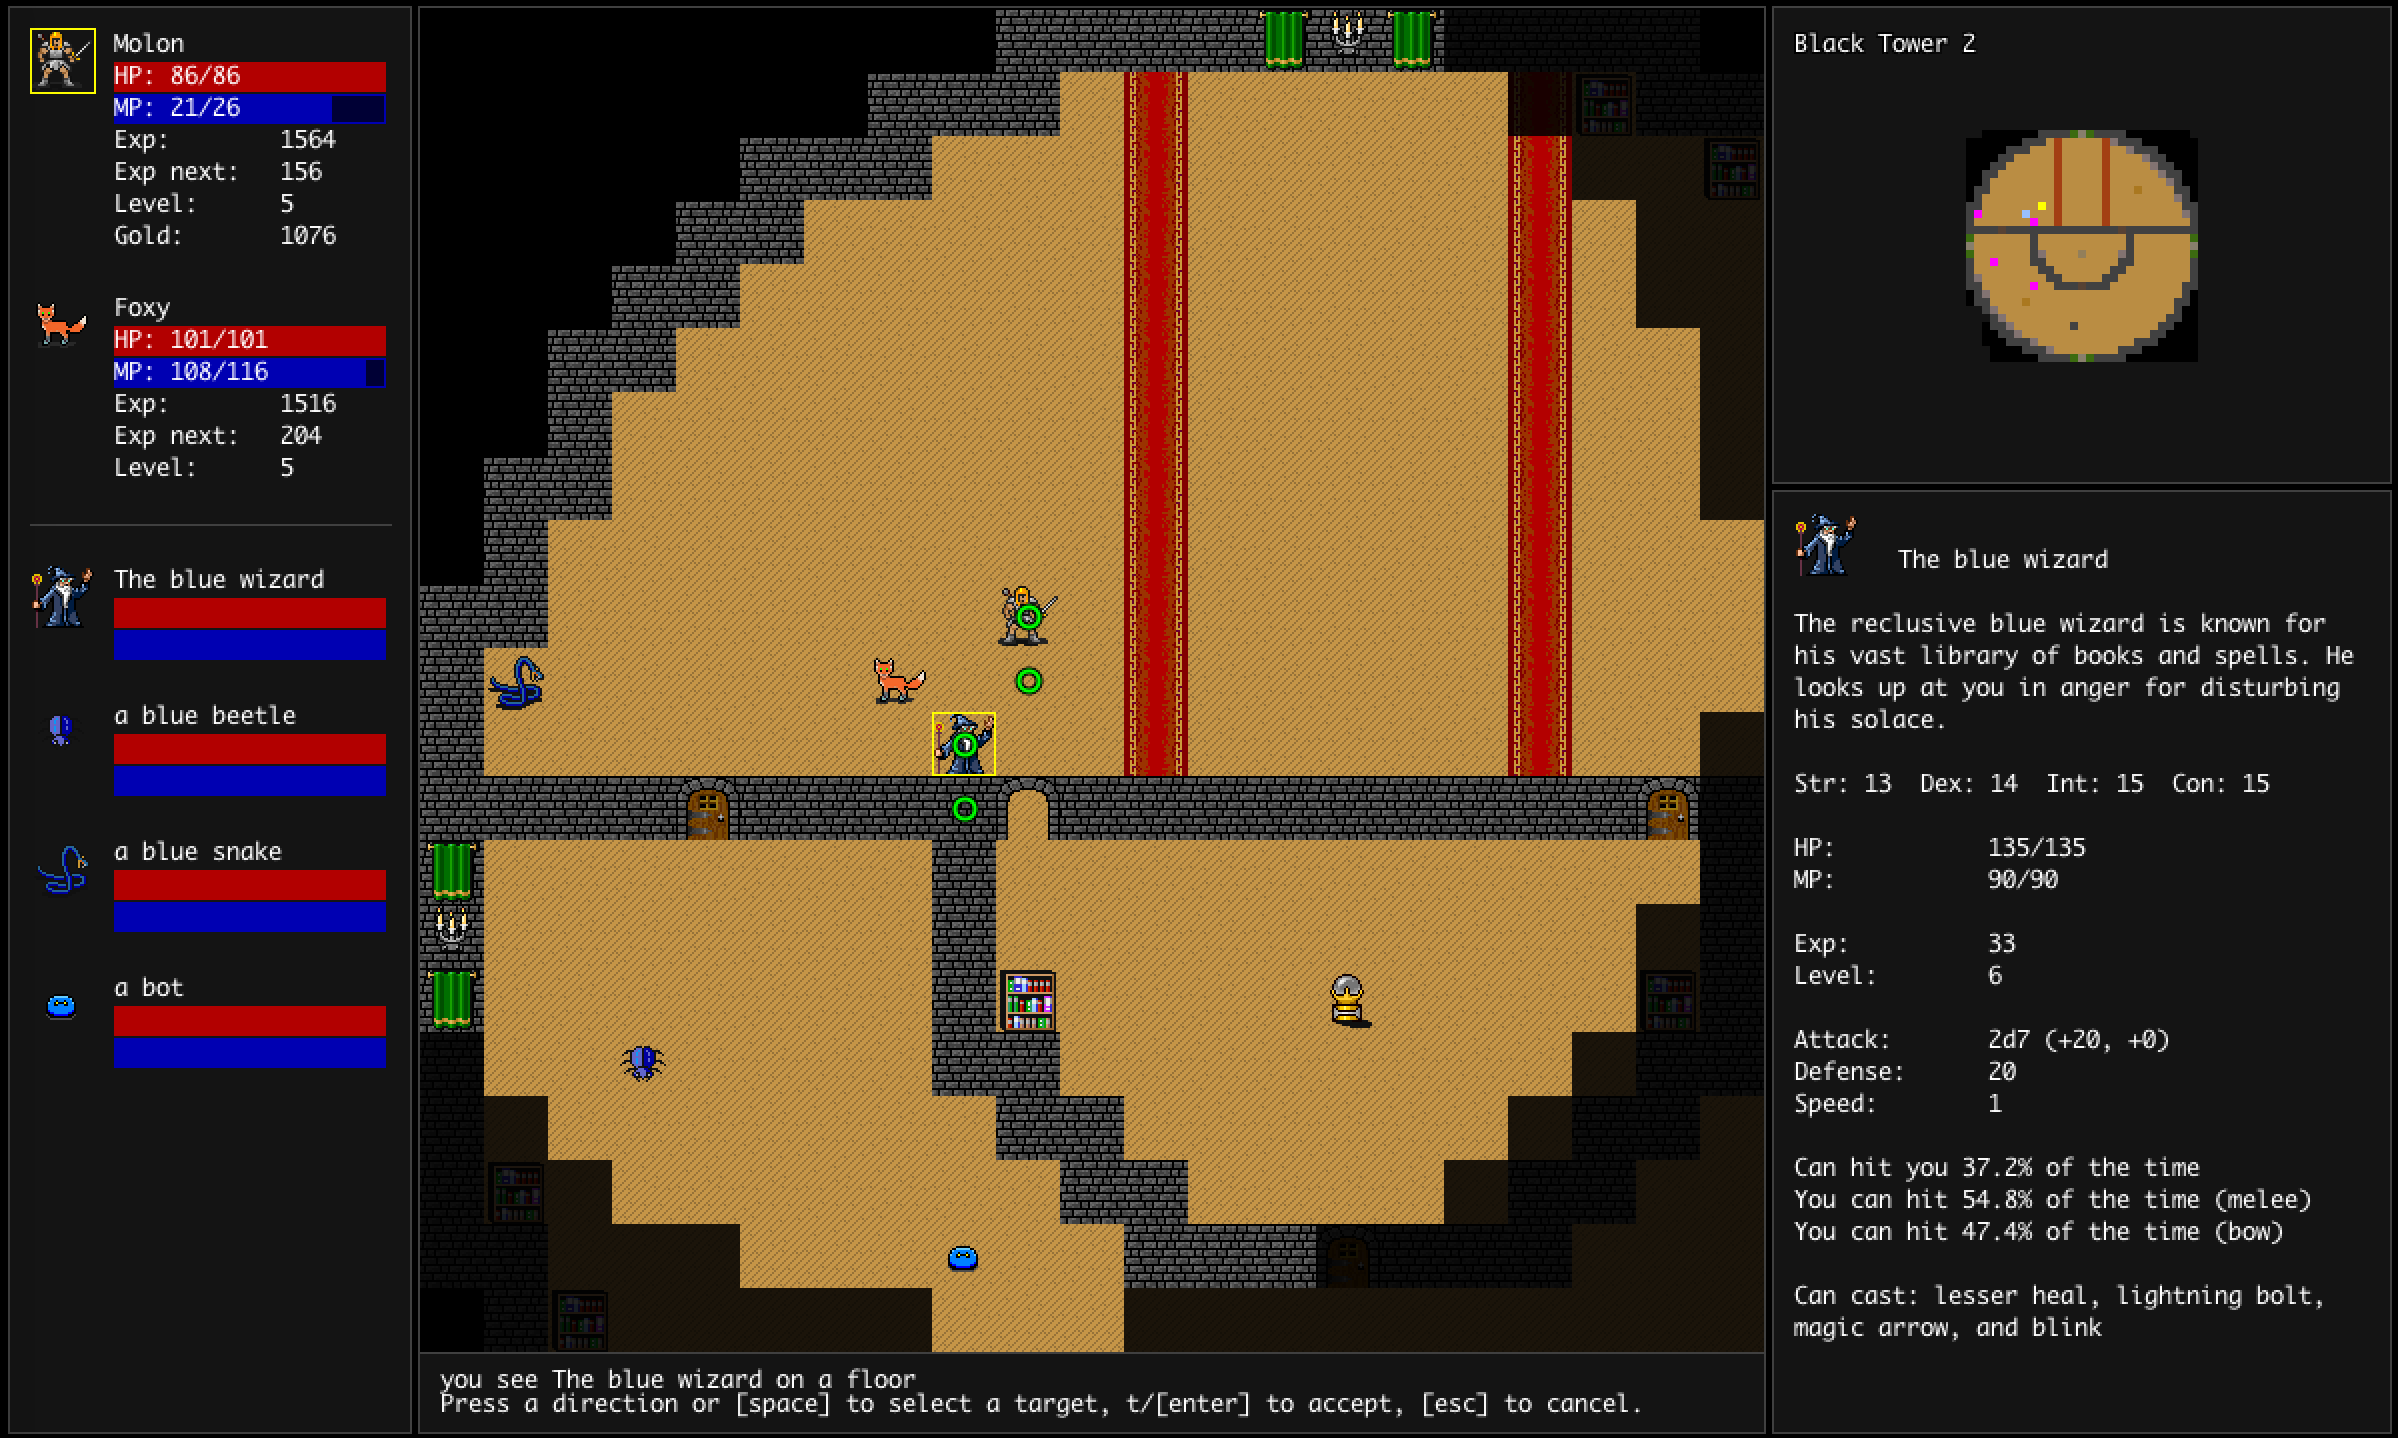 Molon
HP: 86/86
MP: 21/26
Exp: 1564
Exp next: 156
Level: 5
Gold: 1076
Foxy
HP: 101/101
MP: 108/116
Exp: 1516
Exp next: 204
Level: 5
The blue wizard
a blue beetle
a blue snake
a bot
you see The blue wizard on a floor
Press a direction or [space] to select a target, t/[enter] to accept, [esc] to cancel.
Black Tower 2
The blue wizard
The reclusive blue wizard is known for
his vast library of books and spells. He
looks up at you in anger for disturbing
his solace.
Str: 13 Dex: 14 Int: 15 Con: 15
HP: 135/135
MP: 90/90
Exp: 33
Level: 6
Attack: 2d7 (+20, +0)
Defense: 20
Speed: 1
Can hit you 37.2% of the time
You can hit 54.8% of the time (melee)
You can hit 47.4% of the time (bow)
Can cast: lesser heal, lightning bolt,
magic arrow, and blink